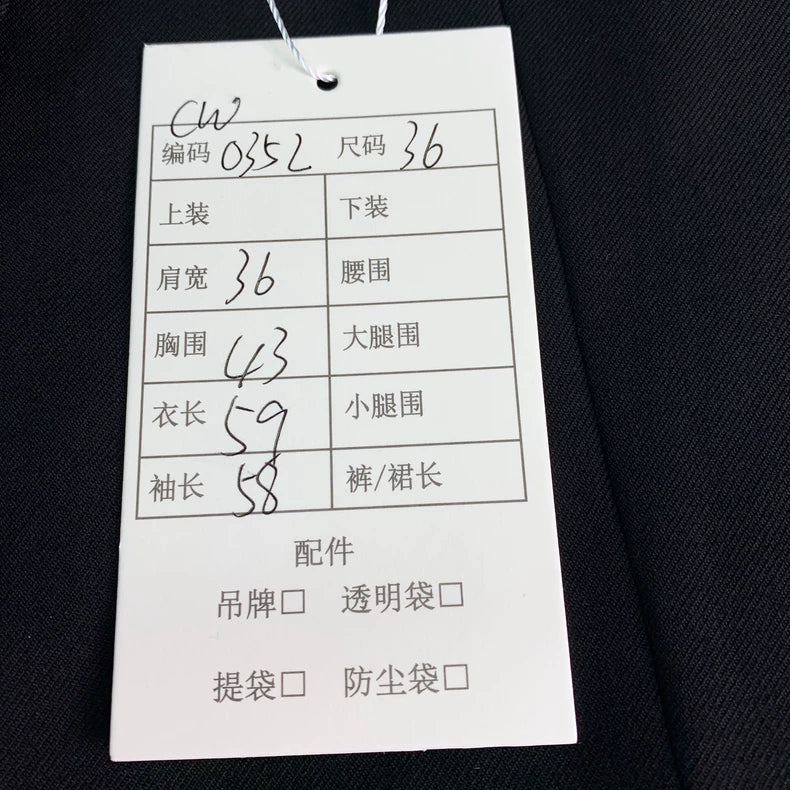 CW
编码 0352 尺码 36
上装 下装
肩宽 36 腰围
胸围 43 大腿围
衣长 59 小腿围
袖长 58 裤/裙长
配件
吊牌□ 透明袋□
提袋□ 防尘袋□